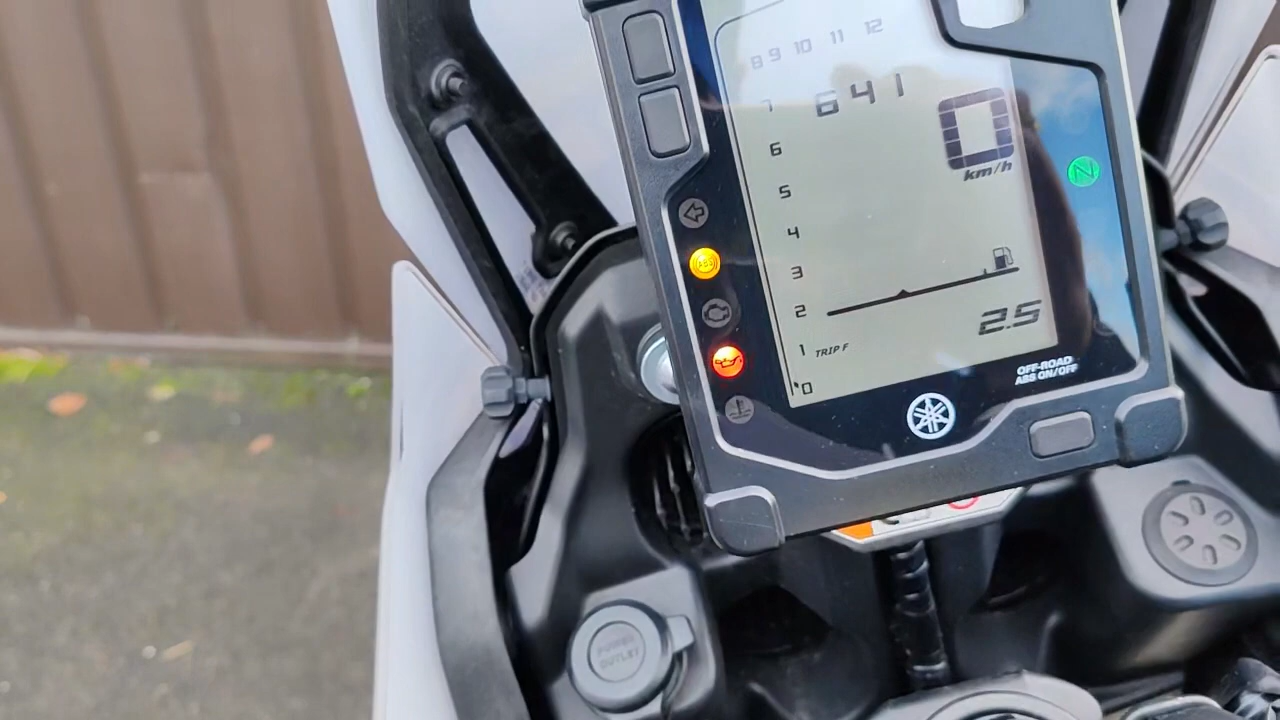 8 9 10 11 12
7
641
6
0
km/h
5
4
3
2
2.5
1 TRIP F
0
N
ABS
OFF-ROAD
ABS ON/OFF
POWER
OUTLET